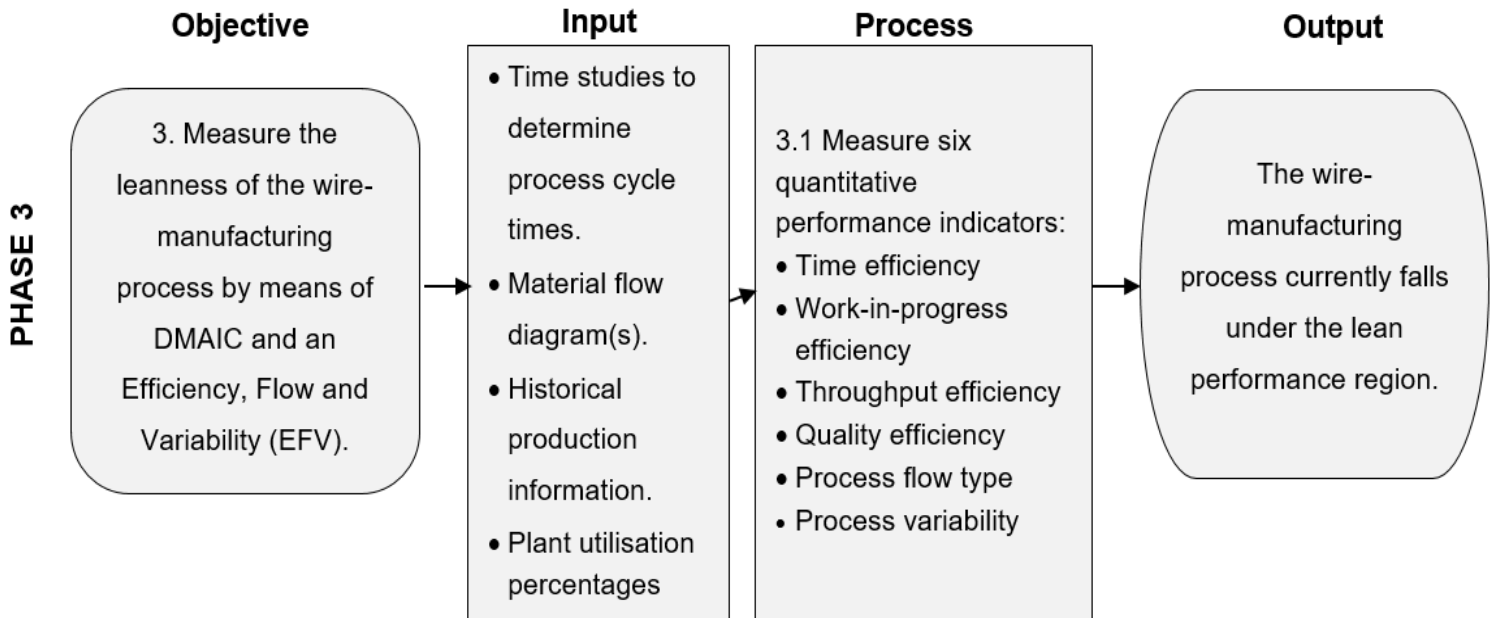 Objective
Input
Process
Output
PHASE 3
3. Measure the
leanness of the wire-
manufacturing
process by means of
DMAIC and an
Efficiency, Flow and
Variability (EFV).
• Time studies to
determine
process cycle
times.
• Material flow
diagram(s).
• Historical
production
information.
• Plant utilisation
percentages
3.1 Measure six
quantitative
performance indicators:
• Time efficiency
• Work-in-progress
efficiency
• Throughput efficiency
• Quality efficiency
• Process flow type
• Process variability
The wire-
manufacturing
process currently falls
under the lean
performance region.